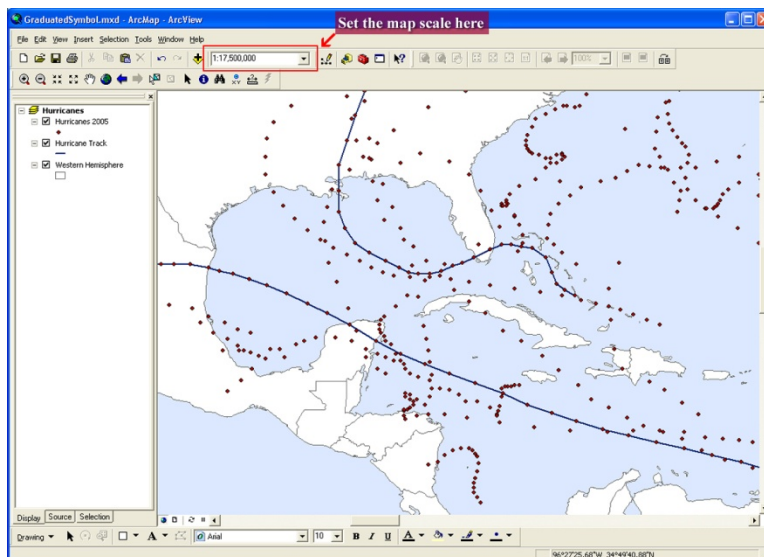 GraduatedSymbol.mxd - ArcMap - ArcView
Set the map scale here
File Edit View Insert Selection Tools Window Help
1:17,500,000
100%
Hurricanes
Hurricanes 2005
Hurricane Track
Western Hemisphere
Display Source Selection
Drawing
A
Arial
10
B I U A
96°27'25.68"W 34°49'40.88"N